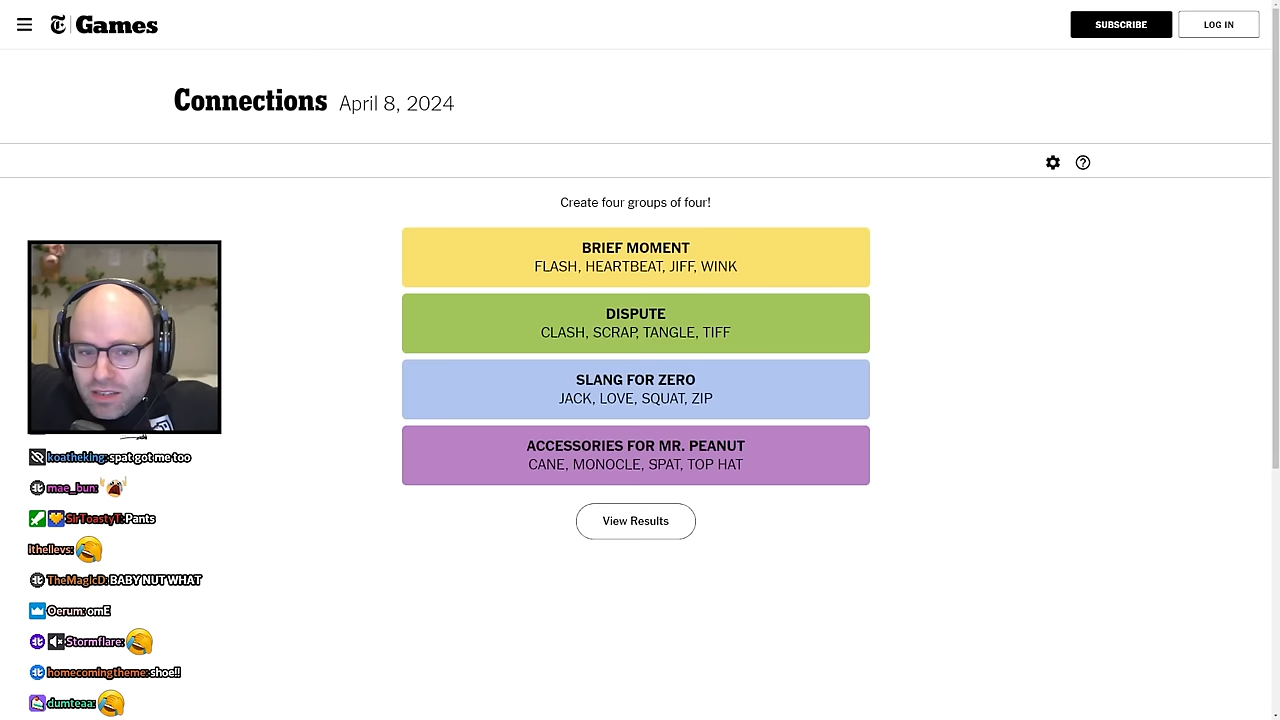 Games
SUBSCRIBE
LOG IN
Connections April 8, 2024
Create four groups of four!
BRIEF MOMENT
FLASH, HEARTBEAT, JIFF, WINK
DISPUTE
CLASH, SCRAP, TANGLE, TIFF
SLANG FOR ZERO
JACK, LOVE, SQUAT, ZIP
ACCESSORIES FOR MR. PEANUT
CANE, MONOCLE, SPAT, TOP HAT
View Results
koatheking: spat got me too
mae_bun:
SirToastyT: Pants
lthellevs:
TheMagicD: BABY NUT WHAT
Oerum: omE
Stormflare:
homecomingtheme: shoe!!
dumteaa: